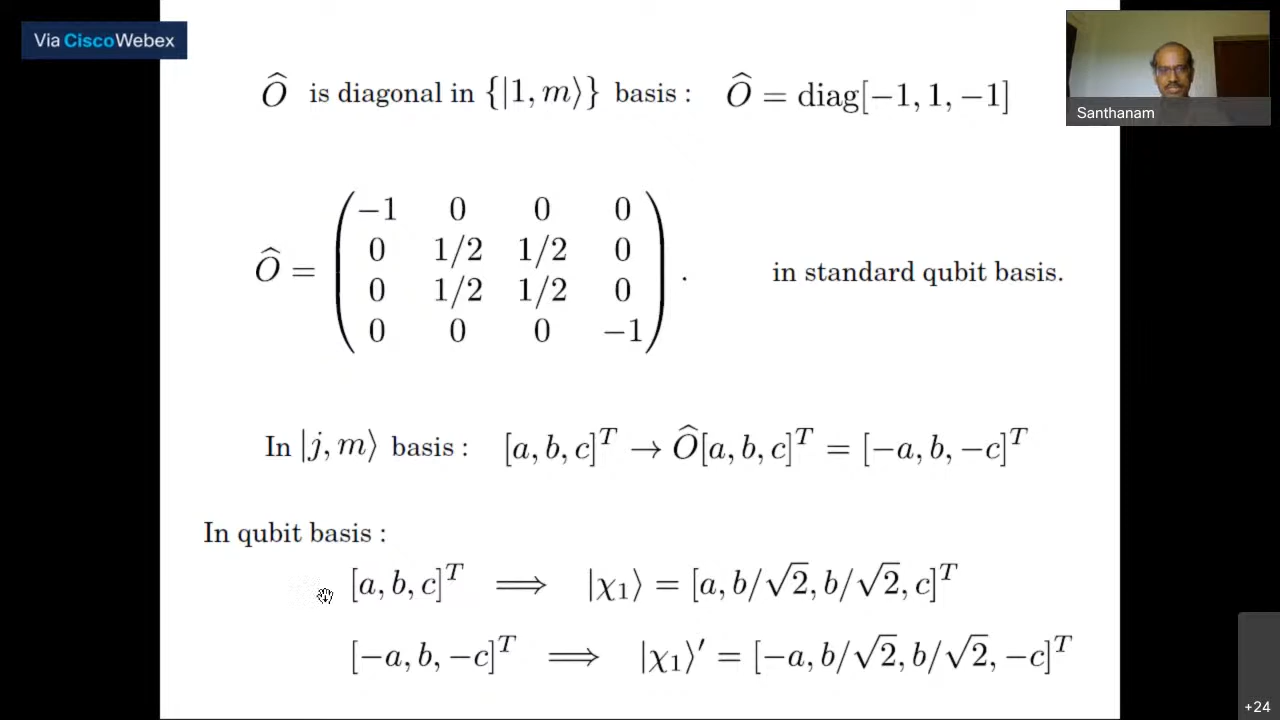 Via CiscoWebex
Ô is diagonal in {|1, m⟩} basis : Ô = diag[−1, 1, −1]
Santhanam
−1 0 0 0
0 1/2 1/2 0
Ô = . in standard qubit basis.
0 1/2 1/2 0
0 0 0 −1
In |j, m⟩ basis : [a, b, c]ᵀ → Ô[a, b, c]ᵀ = [−a, b, −c]ᵀ
In qubit basis :
[a, b, c]ᵀ ⟹ |χ₁⟩ = [a, b/√2, b/√2, c]ᵀ
[−a, b, −c]ᵀ ⟹ |χ₁⟩′ = [−a, b/√2, b/√2, −c]ᵀ
+24